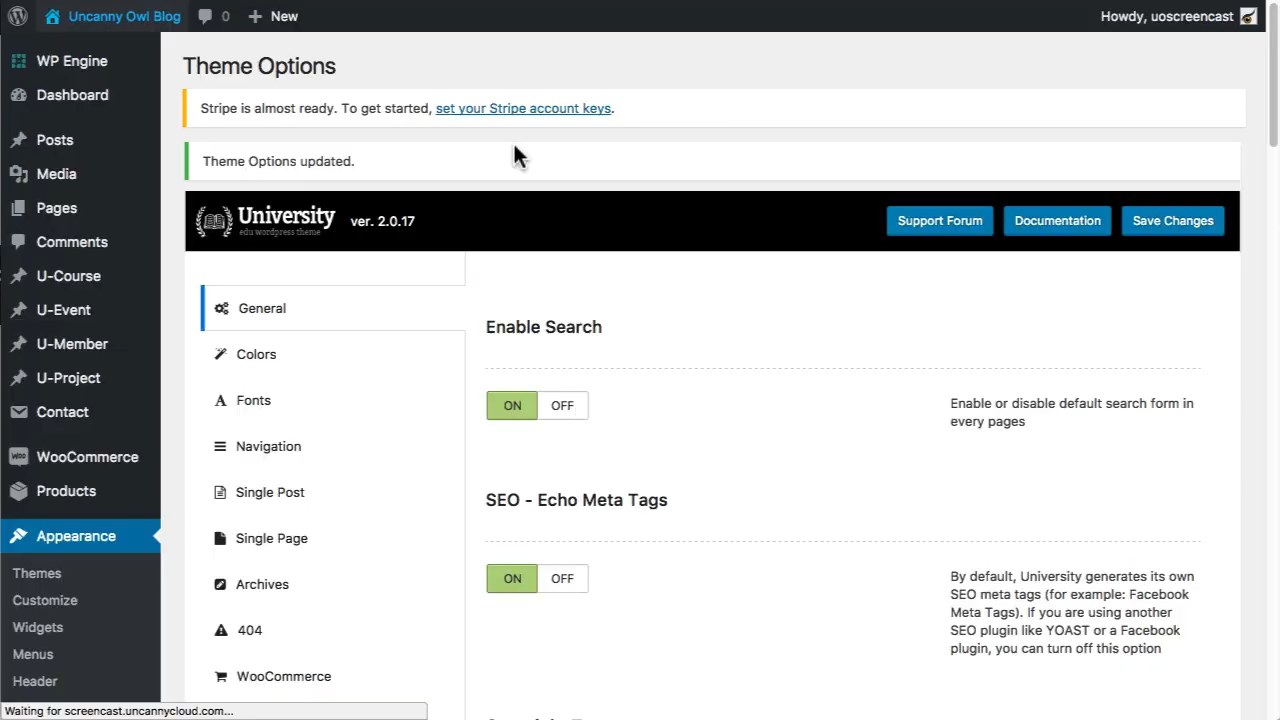 Uncanny Owl Blog
0
New
Howdy, uoscreencast
WP Engine
Dashboard
Posts
Media
Pages
Comments
U-Course
U-Event
U-Member
U-Project
Contact
WooCommerce
Products
Appearance
Themes
Customize
Widgets
Menus
Header
Theme Options
Stripe is almost ready. To get started, set your Stripe account keys.
Theme Options updated.
University
edu wordpress theme
ver. 2.0.17
Support Forum
Documentation
Save Changes
General
Colors
Fonts
Navigation
Single Post
Single Page
Archives
404
WooCommerce
Enable Search
ON OFF
Enable or disable default search form in
every pages
SEO - Echo Meta Tags
ON OFF
By default, University generates its own
SEO meta tags (for example: Facebook
Meta Tags). If you are using another
SEO plugin like YOAST or a Facebook
plugin, you can turn off this option
Waiting for screencast.uncannycloud.com...